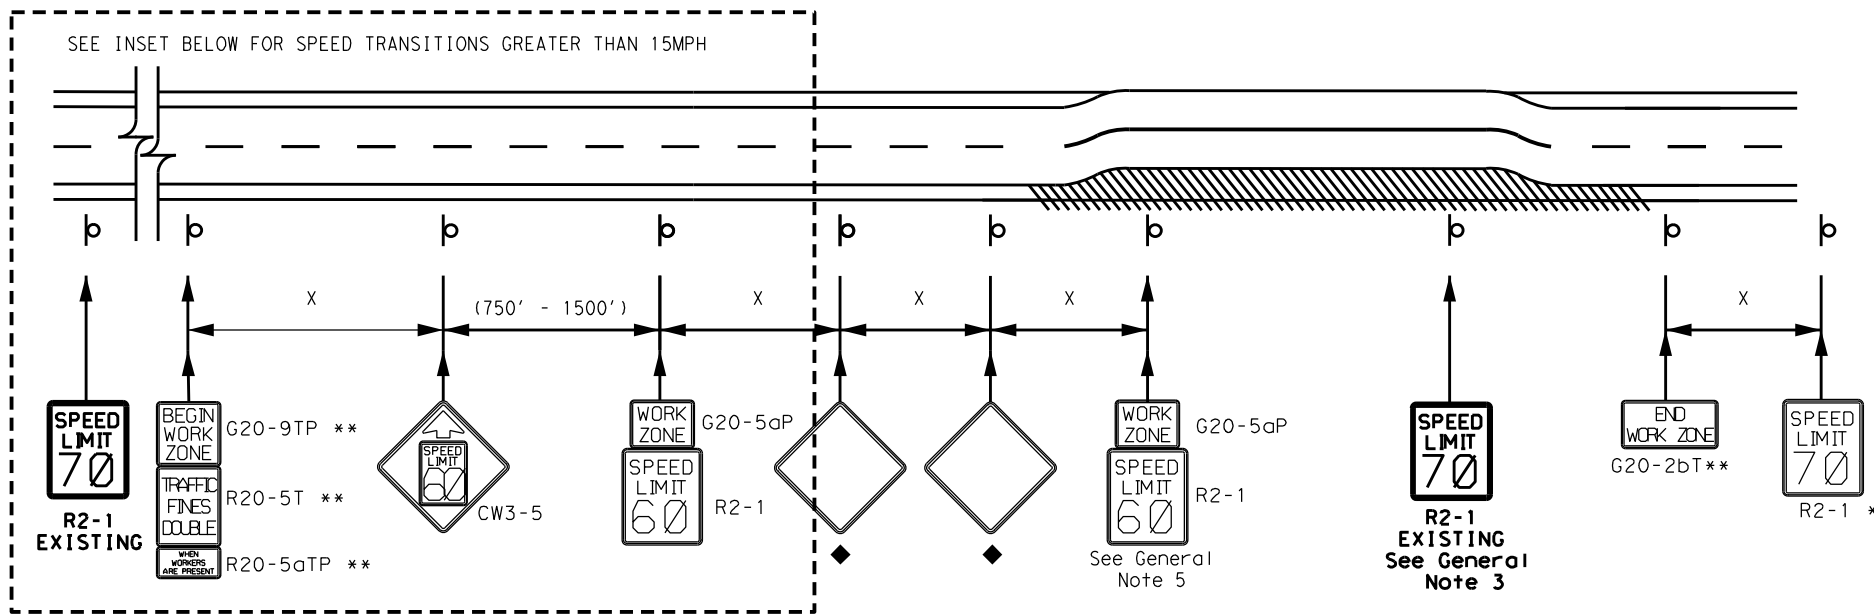 SEE INSET BELOW FOR SPEED TRANSITIONS GREATER THAN 15MPH
X
(750' - 1500')
X
X
X
X
SPEED
LIMIT
70
R2-1
EXISTING
BEGIN
WORK
ZONE
G20-9TP **
TRAFFIC
FINES
DOUBLE
R20-5T **
WHEN
WORKERS
ARE PRESENT
R20-5aTP **
SPEED
LIMIT
60
CW3-5
WORK
ZONE
G20-5aP
SPEED
LIMIT
60
R2-1
WORK
ZONE
G20-5aP
SPEED
LIMIT
60
R2-1
See General
Note 5
SPEED
LIMIT
70
R2-1
EXISTING
See General
Note 3
END
WORK ZONE
G20-2bT**
SPEED
LIMIT
70
R2-1 *